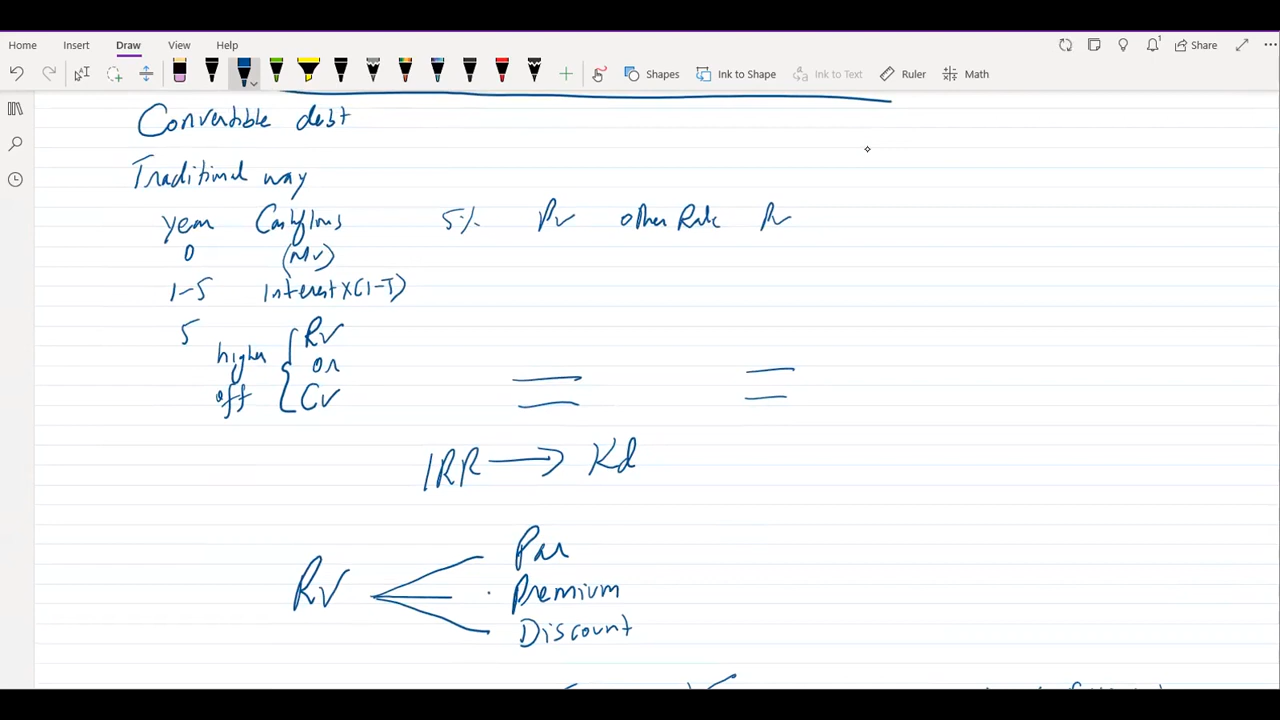 Home Insert Draw View Help
Share
Shapes Ink to Shape Ink to Text Ruler Math
Convertible debt
Traditional way
year Cashflows 5% PV other Rate PV
0 (MV)
1-5 Interest x (1-T)
5 RV
higher or
off CV
IRR → Kd
Par
RV Premium
Discount